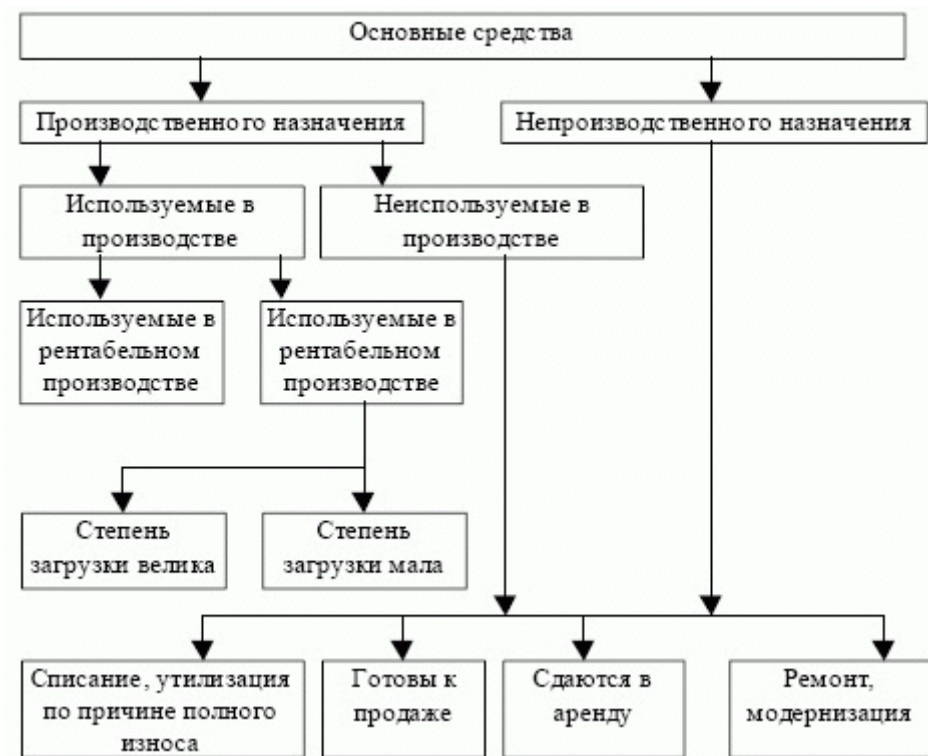 Основные средства
Производственного назначения
Непроизводственного назначения
Используемые в
производстве
Неиспользуемые в
производстве
Используемые в
рентабельном
производстве
Используемые в
рентабельном
производстве
Степень
загрузки велика
Степень
загрузки мала
Списание, утилизация
по причине полного
износа
Готовы к
продаже
Сдаются в
аренду
Ремонт,
модернизация